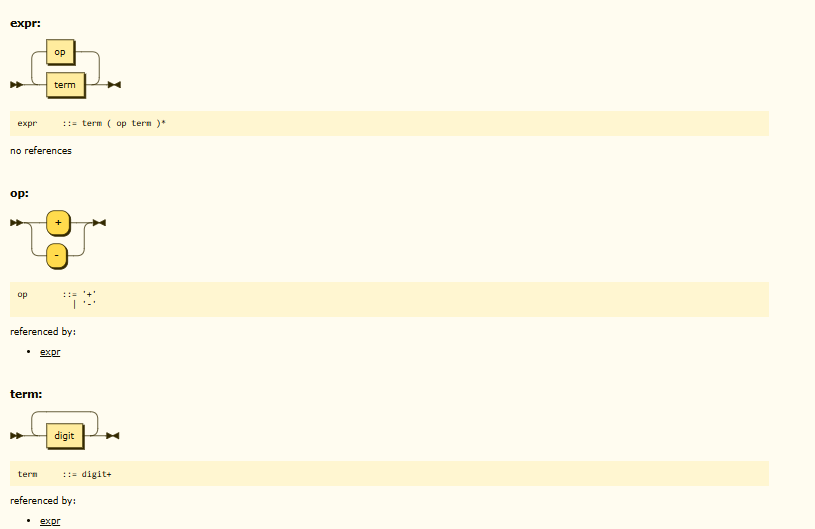 expr:
op
term
expr ::= term ( op term )*
no references
op:
+
-
op ::= '+'
| '-'
referenced by:
• expr
term:
digit
term ::= digit+
referenced by:
• expr